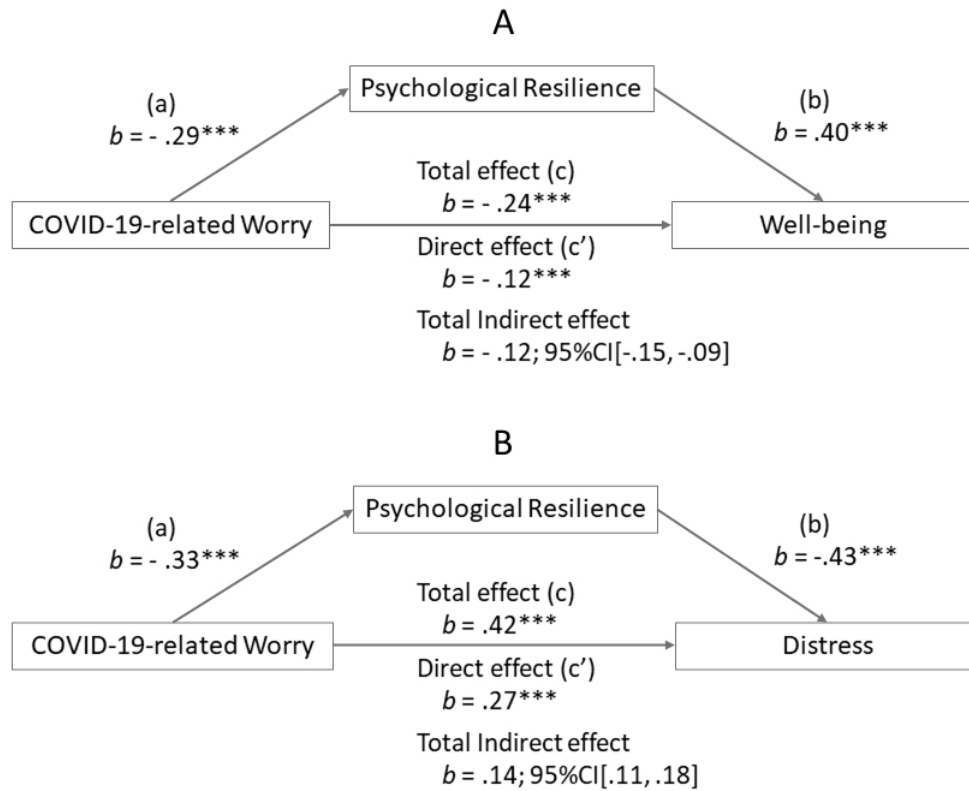 A
Psychological Resilience
(a)
b = - .29***
(b)
b = .40***
Total effect (c)
b = - .24***
COVID-19-related Worry
Well-being
Direct effect (c’)
b = - .12***
Total Indirect effect
b = - .12; 95%CI[-.15, -.09]
B
Psychological Resilience
(a)
b = - .33***
(b)
b = -.43***
Total effect (c)
b = .42***
COVID-19-related Worry
Distress
Direct effect (c’)
b = .27***
Total Indirect effect
b = .14; 95%CI[.11, .18]